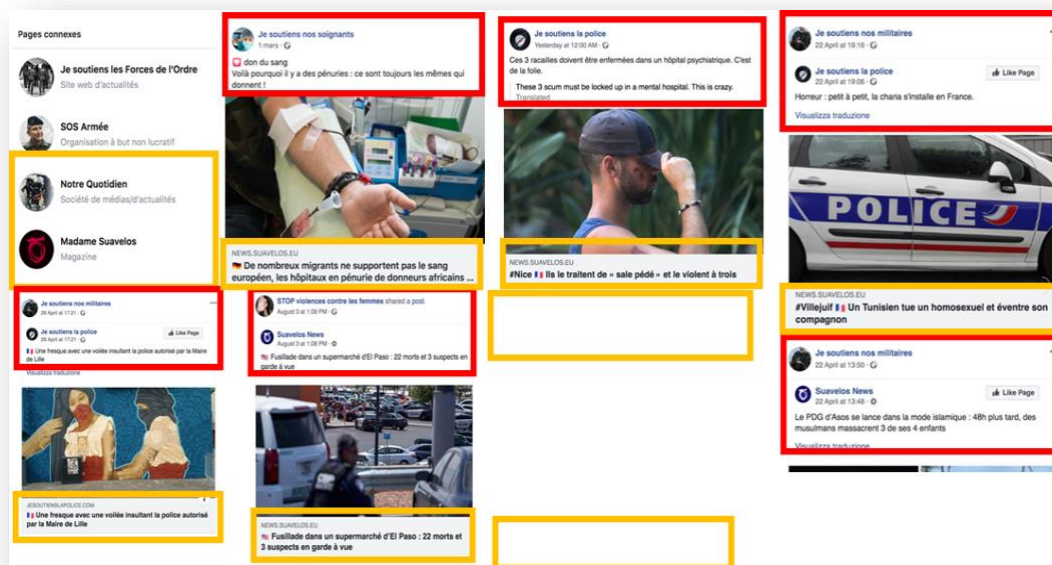 Pages connexes
Je soutiens les Forces de l'Ordre
Site web d'actualités
SOS Armée
Organisation à but non lucratif
Notre Quotidien
Société de médias/d'actualités
Madame Suavelos
Magazine
Je soutiens nos soignants
1 mars ·
don du sang
Voilà pourquoi il y a des pénuries : ce sont toujours les mêmes qui
donnent !
NEWS.SUAVELOS.EU
De nombreux migrants ne supportent pas le sang
européen, les hôpitaux en pénurie de donneurs africains ...
Je soutiens la police
Yesterday at 12:00 AM ·
Ces 3 racailles doivent être enfermées dans un hôpital psychiatrique. C'est
de la folie.
These 3 scum must be locked up in a mental hospital. This is crazy.
Translated
NEWS.SUAVELOS.EU
#Nice Ils le traitent de « sale pédé » et le violent à trois
Je soutiens nos militaires
22 April at 19:16 ·
Je soutiens la police
22 April at 19:06 ·
Like Page
Horreur : petit à petit, la charia s'installe en France.
Visualizza traduzione
POLICE
NEWS.SUAVELOS.EU
#Villejuif Un Tunisien tue un homosexuel et éventre son
compagnon
Je soutiens nos militaires
26 April at 17:21 ·
Je soutiens la police
26 April at 17:21 ·
Like Page
Une fresque avec une voilée insultant la police autorisé par la Maire
de Lille
Visualizza traduzione
JESOUTIENSLAPOLICE.COM
Une fresque avec une voilée insultant la police autorisé
par la Maire de Lille
STOP violences contre les femmes shared a post.
August 3 at 1:09 PM ·
Suavelos News
August 3 at 1:08 PM ·
Fusillade dans un supermarché d'El Paso : 22 morts et 3 suspects en
garde à vue
NEWS.SUAVELOS.EU
Fusillade dans un supermarché d'El Paso : 22 morts et
3 suspects en garde à vue
Je soutiens nos militaires
22 April at 13:50 ·
Suavelos News
22 April at 13:48 ·
Like Page
Le PDG d'Asos se lance dans la mode islamique : 48h plus tard, des
musulmans massacrent 3 de ses 4 enfants
Visualizza traduzione